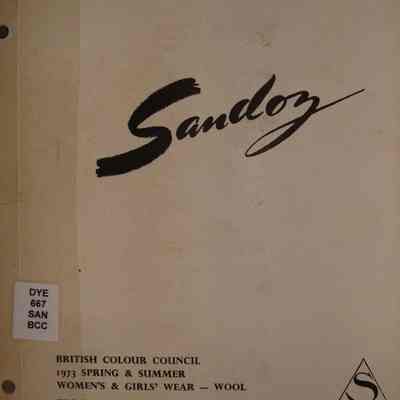 Sandoz
DYE
667
SAN
BCC
BRITISH COLOUR COUNCIL
1973 SPRING & SUMMER
WOMEN'S & GIRLS' WEAR — WOOL
S